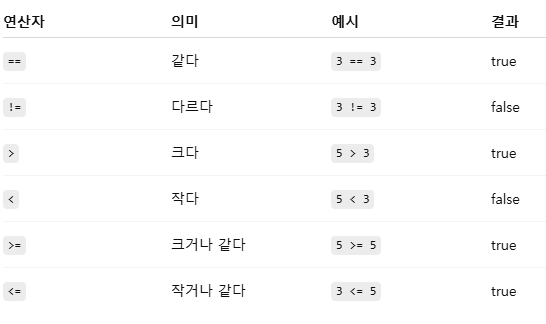 연산자 의미 예시 결과
== 같다 3 == 3 true
!= 다르다 3 != 3 false
> 크다 5 > 3 true
< 작다 5 < 3 false
>= 크거나 같다 5 >= 5 true
<= 작거나 같다 3 <= 5 true